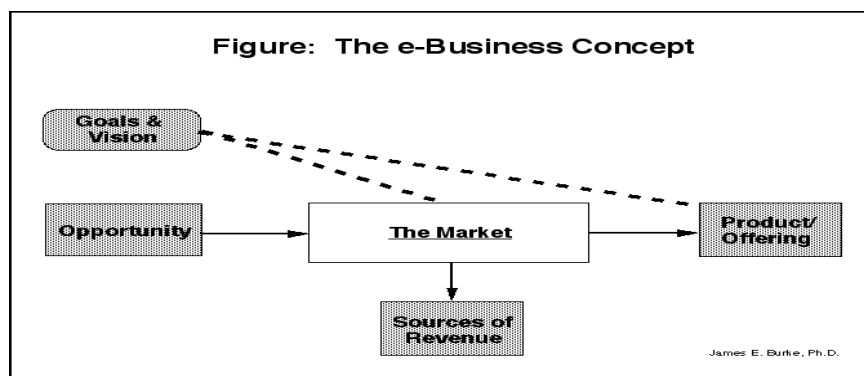 Figure:  The e-Business Concept
Goals &
Vision
Opportunity
The Market
Product/
Offering
Sources of
Revenue
James E. Burke, Ph.D.